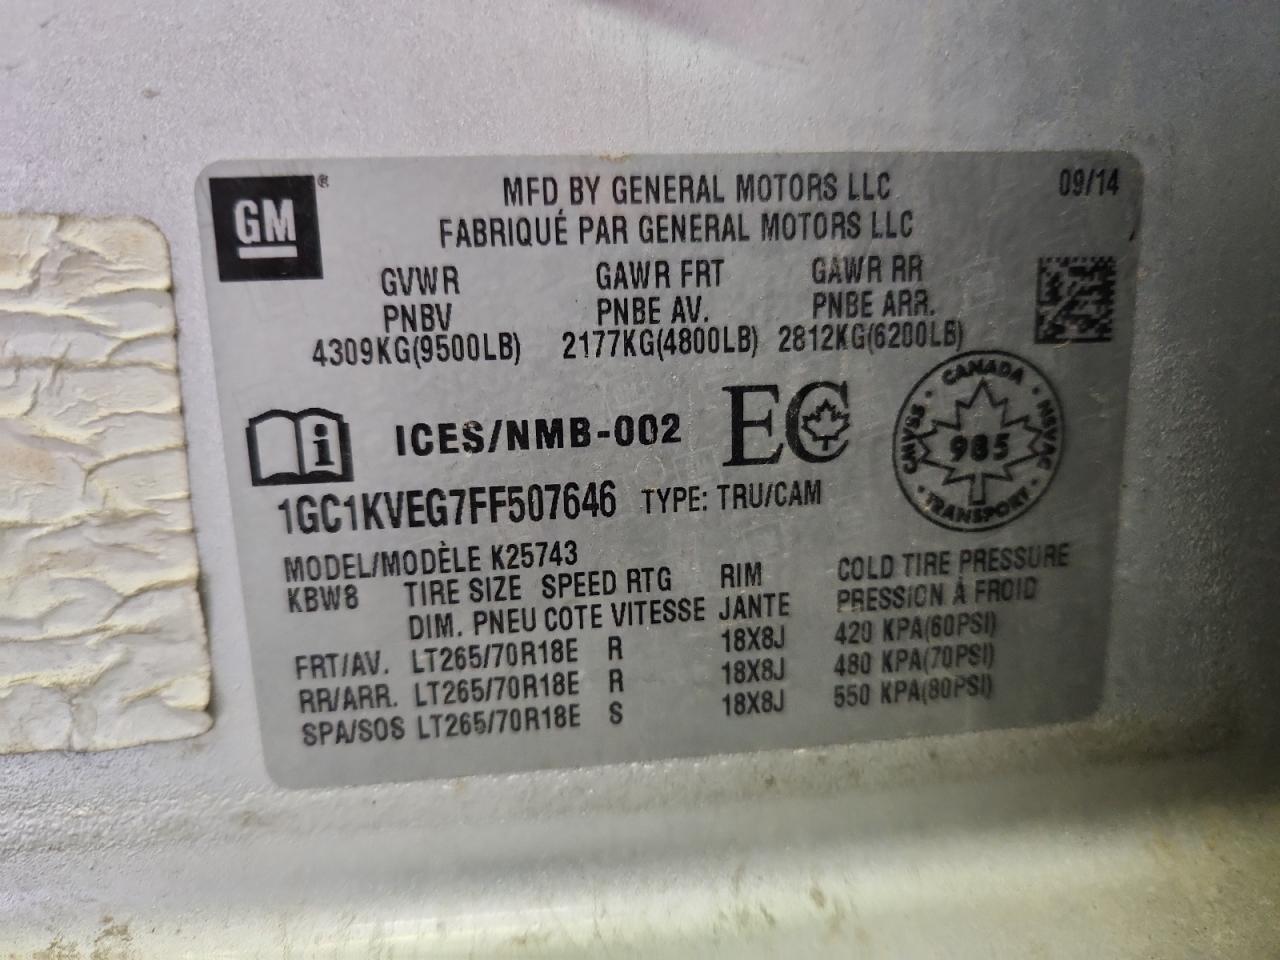 GM®
MFD BY GENERAL MOTORS LLC 09/14
FABRIQUÉ PAR GENERAL MOTORS LLC
GVWR GAWR FRT GAWR RR
PNBV PNBE AV. PNBE ARR.
4309KG(9500LB) 2177KG(4800LB) 2812KG(6200LB)
ICES/NMB-002 EC
CANADA · NSVAC · TRANSPORT · CMVSS ·
985
1GC1KVEG7FF507646 TYPE: TRU/CAM
MODEL/MODÈLE K25743
KBW8 TIRE SIZE SPEED RTG RIM COLD TIRE PRESSURE
DIM. PNEU COTE VITESSE JANTE PRESSION À FROID
FRT/AV. LT265/70R18E R 18X8J 420 KPA(60PSI)
RR/ARR. LT265/70R18E R 18X8J 480 KPA(70PSI)
SPA/SOS LT265/70R18E S 18X8J 550 KPA(80PSI)